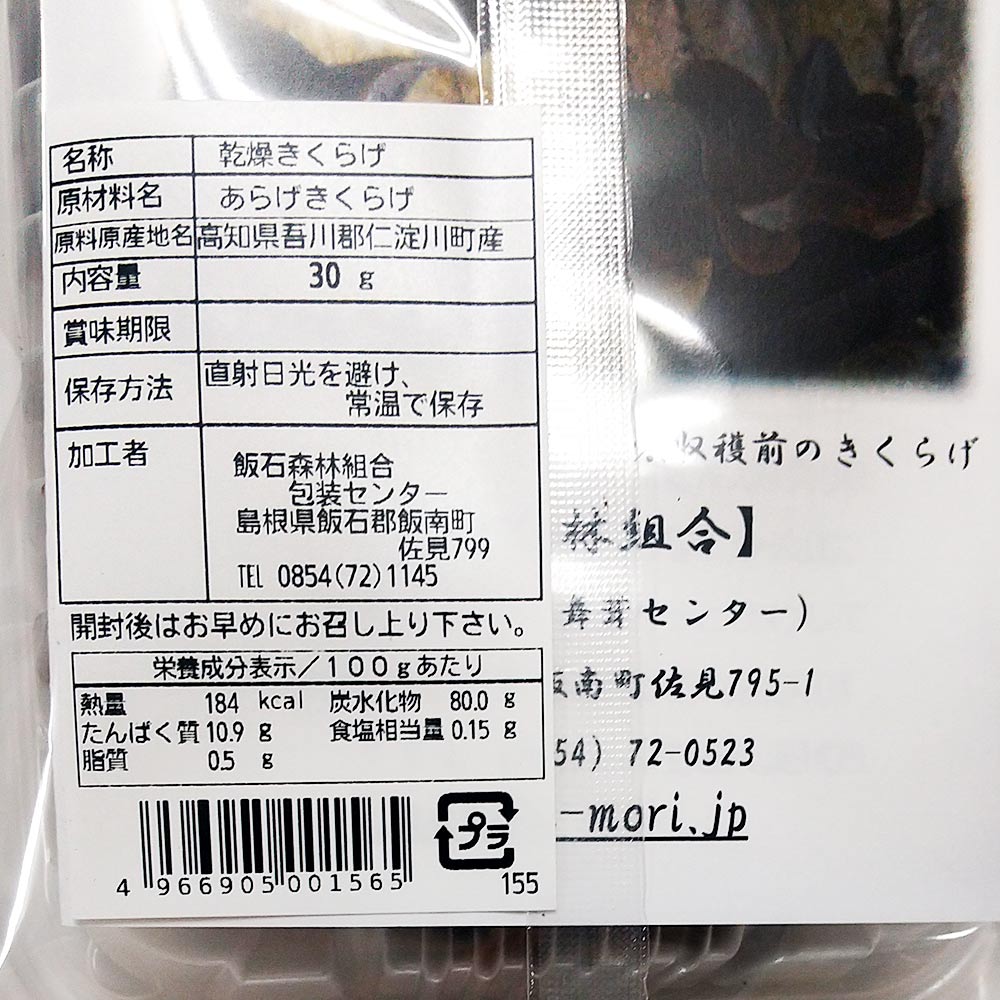 名称 乾燥きくらげ
原材料名 あらげきくらげ
原料原産地名 高知県吾川郡仁淀川町産
内容量 30 g
賞味期限
保存方法 直射日光を避け、
常温で保存
加工者 飯石森林組合
包装センター
島根県飯石郡飯南町
佐見799
TEL 0854(72)1145
開封後はお早めにお召し上り下さい。
栄養成分表示/100gあたり
熱量 184 kcal 炭水化物 80.0 g
たんぱく質 10.9 g 食塩相当量 0.15 g
脂質 0.5 g
4 966905 001565
プラ
155
収穫前のきくらげ
林組合】
舞茸センター)
飯南町佐見795-1
54) 72-0523
-mori.jp